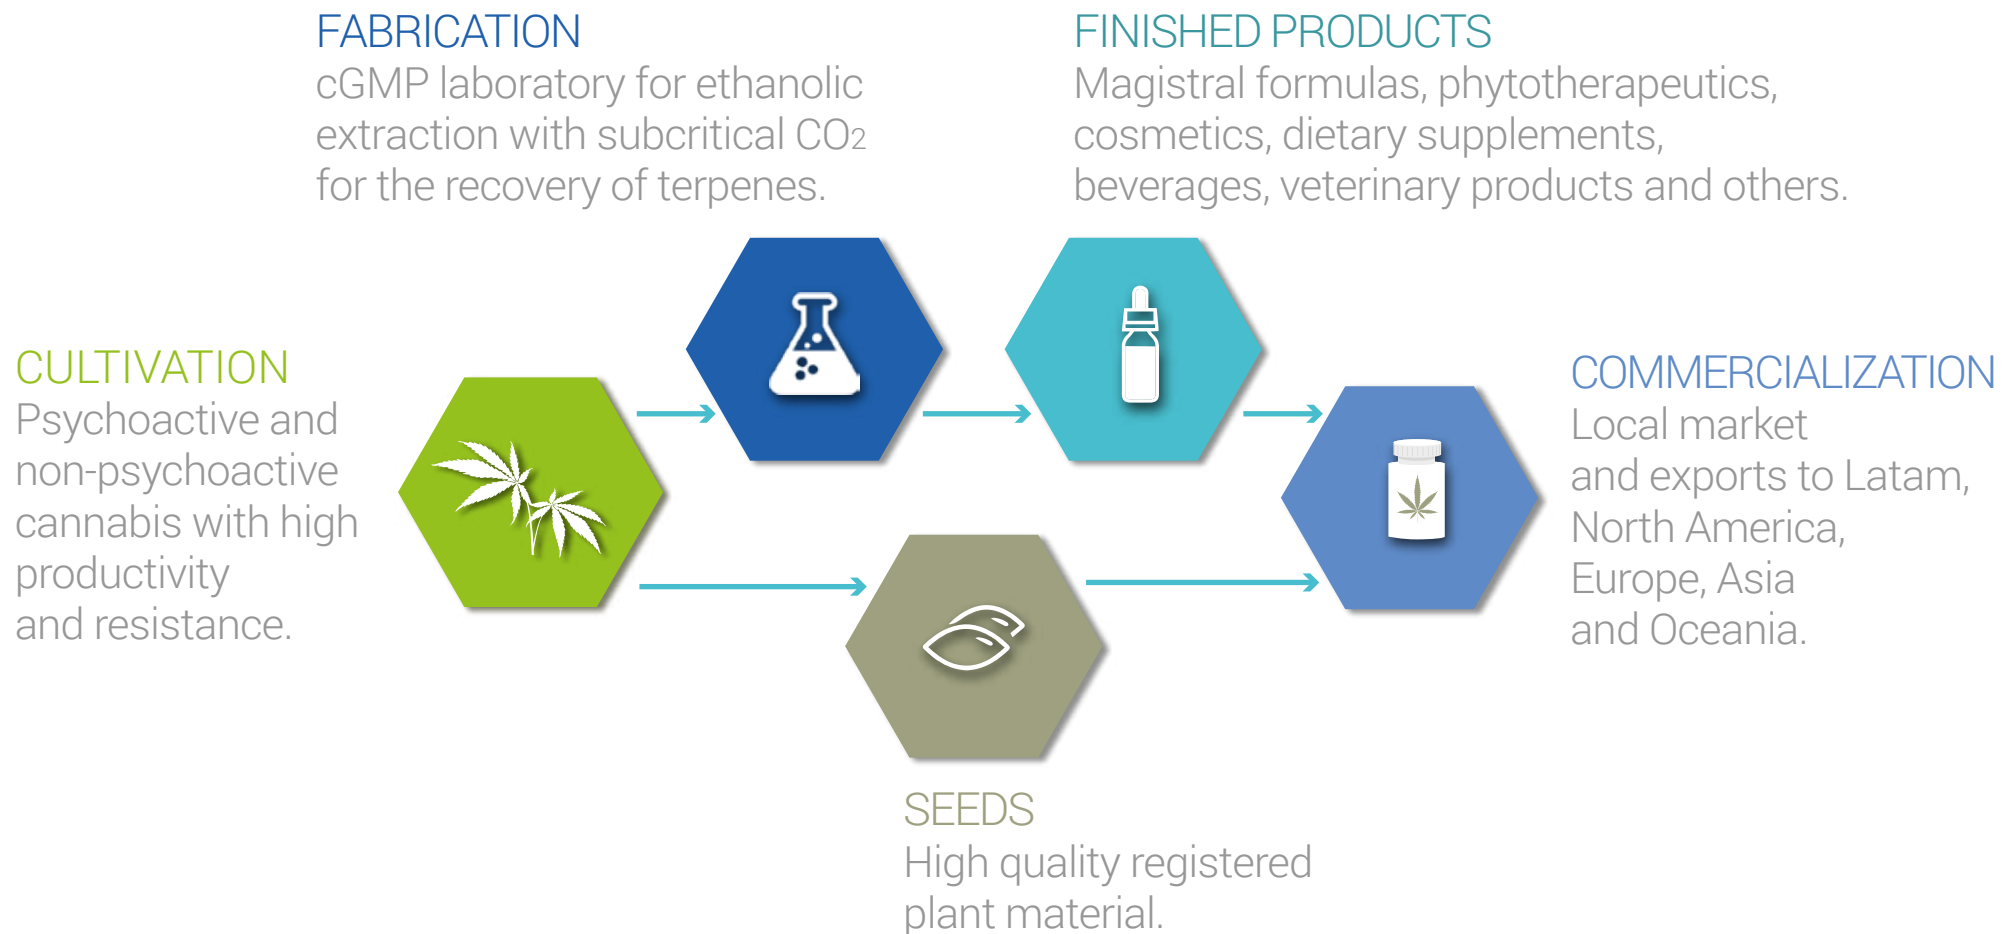 FABRICATION
cGMP laboratory for ethanolic
extraction with subcritical CO2
for the recovery of terpenes.
FINISHED PRODUCTS
Magistral formulas, phytotherapeutics,
cosmetics, dietary supplements,
beverages, veterinary products and others.
CULTIVATION
Psychoactive and
non-psychoactive
cannabis with high
productivity
and resistance.
COMMERCIALIZATION
Local market
and exports to Latam,
North America,
Europe, Asia
and Oceania.
SEEDS
High quality registered
plant material.